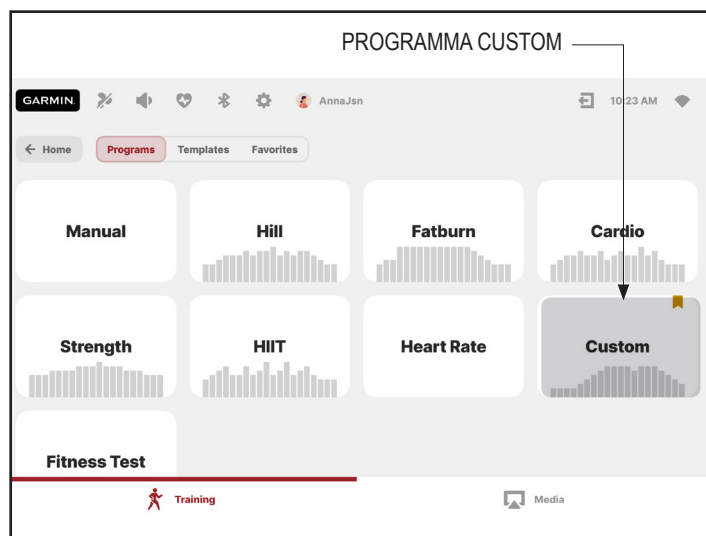 PROGRAMMA CUSTOM
GARMIN. AnnaJsn 10:23 AM
← Home Programs Templates Favorites
Manual Hill Fatburn Cardio
Strength HIIT Heart Rate Custom
Fitness Test
Training Media